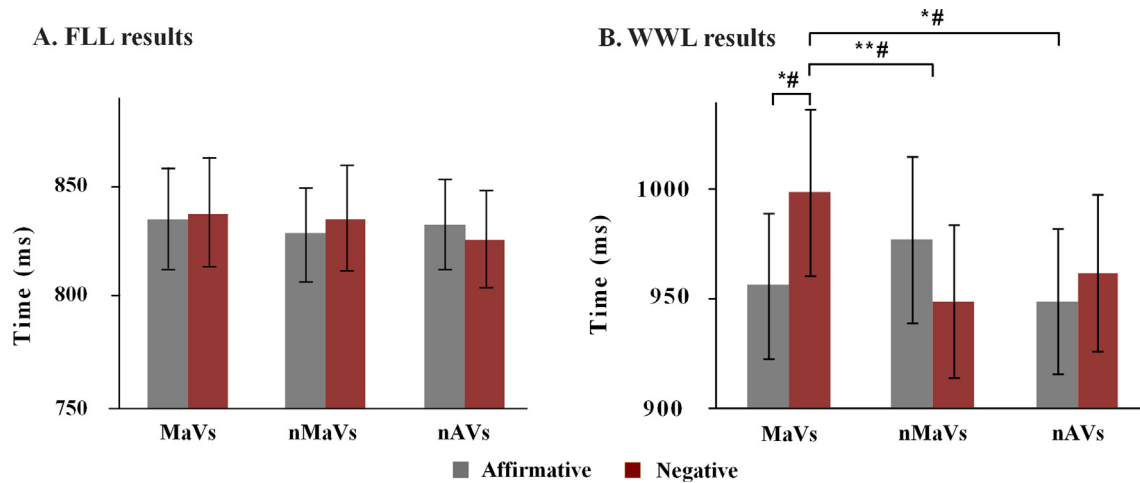 A. FLL results
Time (ms)
850
800
750
MaVs nMaVs nAVs
B. WWL results
*#
**#
*#
Time (ms)
1000
950
900
MaVs nMaVs nAVs
Affirmative Negative